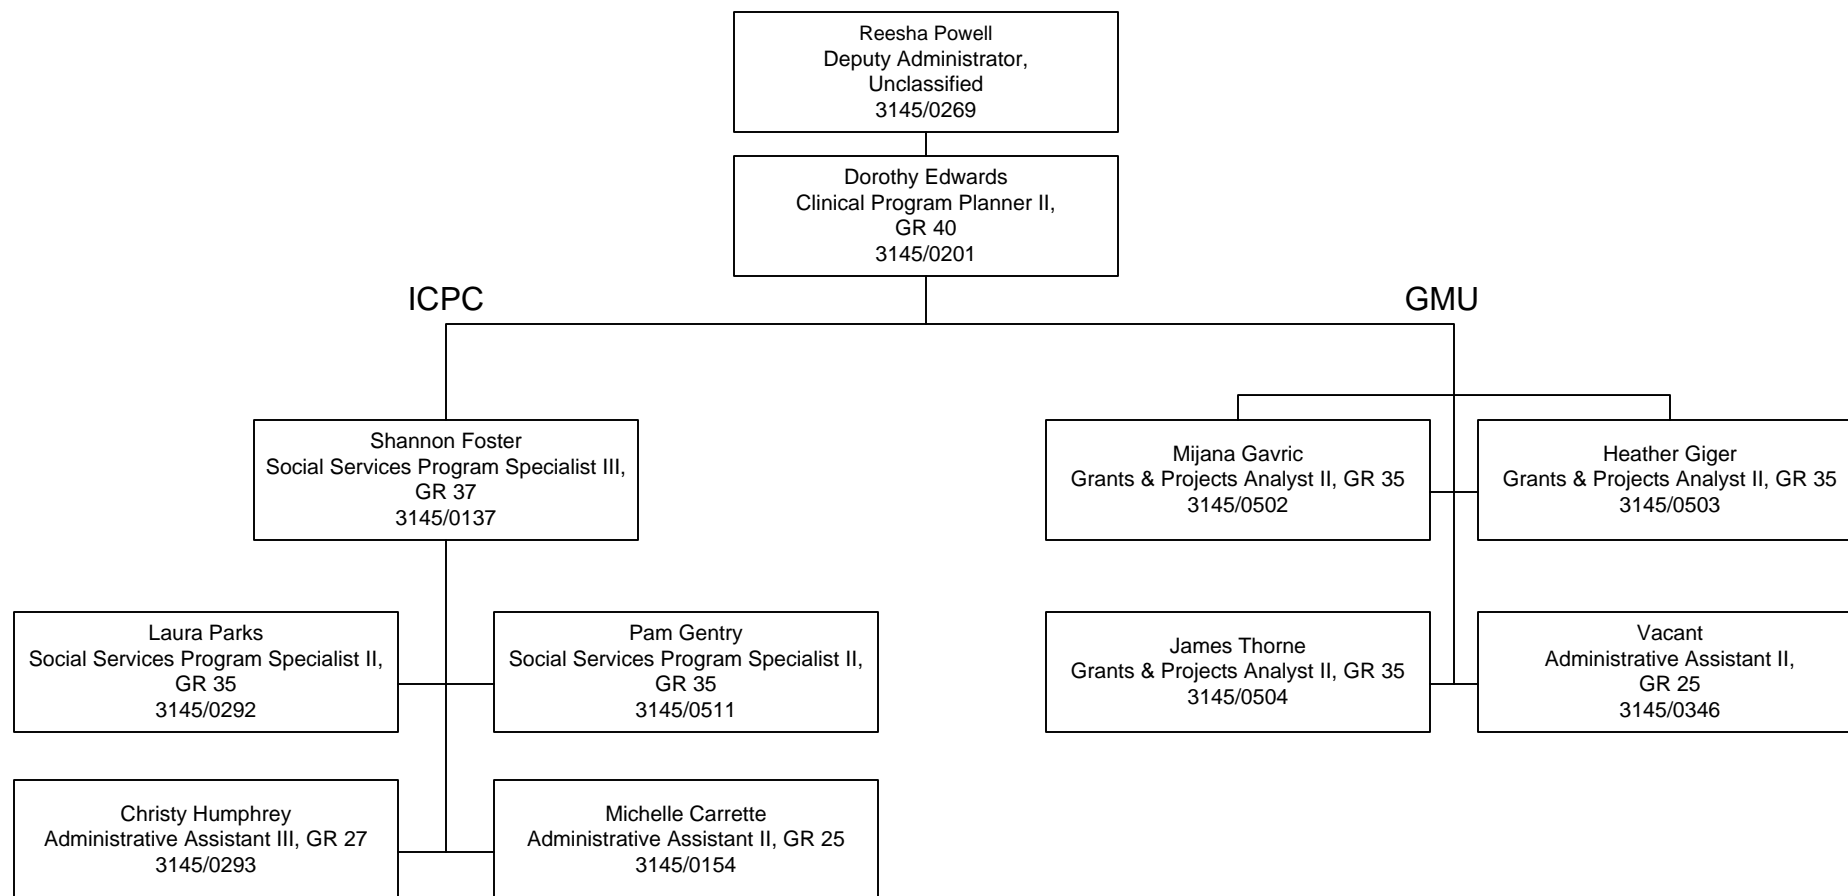 Reesha Powell
Deputy Administrator,
Unclassified
3145/0269
Dorothy Edwards
Clinical Program Planner II,
GR 40
3145/0201
ICPC
GMU
Shannon Foster
Social Services Program Specialist III,
GR 37
3145/0137
Mijana Gavric
Grants & Projects Analyst II, GR 35
3145/0502
Heather Giger
Grants & Projects Analyst II, GR 35
3145/0503
Laura Parks
Social Services Program Specialist II,
GR 35
3145/0292
Pam Gentry
Social Services Program Specialist II,
GR 35
3145/0511
James Thorne
Grants & Projects Analyst II, GR 35
3145/0504
Vacant
Administrative Assistant II,
GR 25
3145/0346
Christy Humphrey
Administrative Assistant III, GR 27
3145/0293
Michelle Carrette
Administrative Assistant II, GR 25
3145/0154